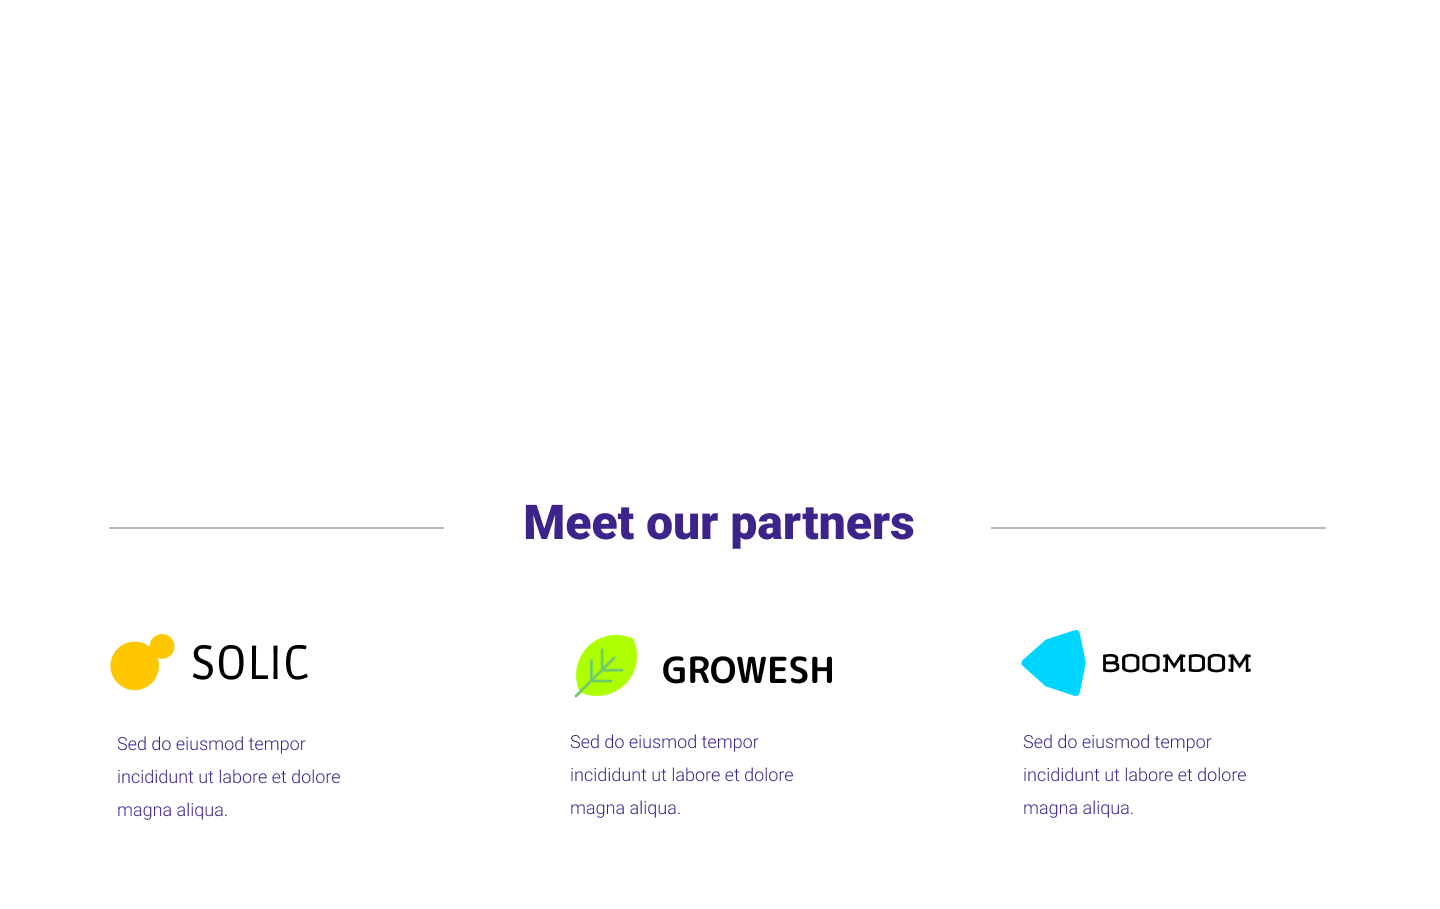 Meet our partners
SOLIC
GROWESH
BOOMDOM
Sed do eiusmod tempor
incididunt ut labore et dolore
magna aliqua.
Sed do eiusmod tempor
incididunt ut labore et dolore
magna aliqua.
Sed do eiusmod tempor
incididunt ut labore et dolore
magna aliqua.